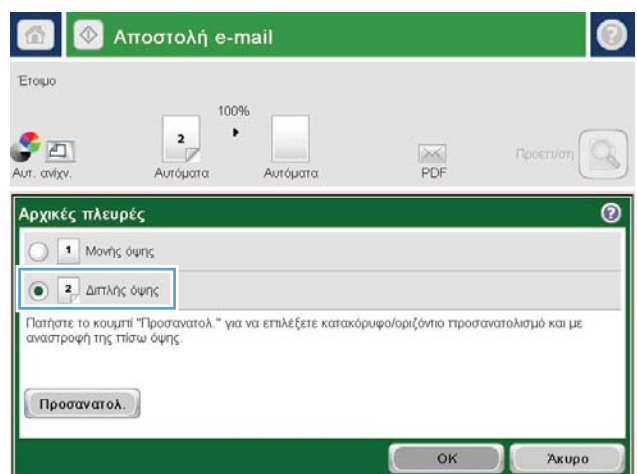 Αποστολή e-mail
Έτοιμο
100%
2
Αυτ. ανίχν.
Αυτόματα
Αυτόματα
PDF
Προεπ/ση
Αρχικές πλευρές
1 Μονής όψης
2 Διπλής όψης
Πατήστε το κουμπί "Προσανατολ." για να επιλέξετε κατακόρυφο/οριζόντιο προσανατολισμό και με
αναστροφή της πίσω όψης.
Προσανατολ.
OK
Άκυρο